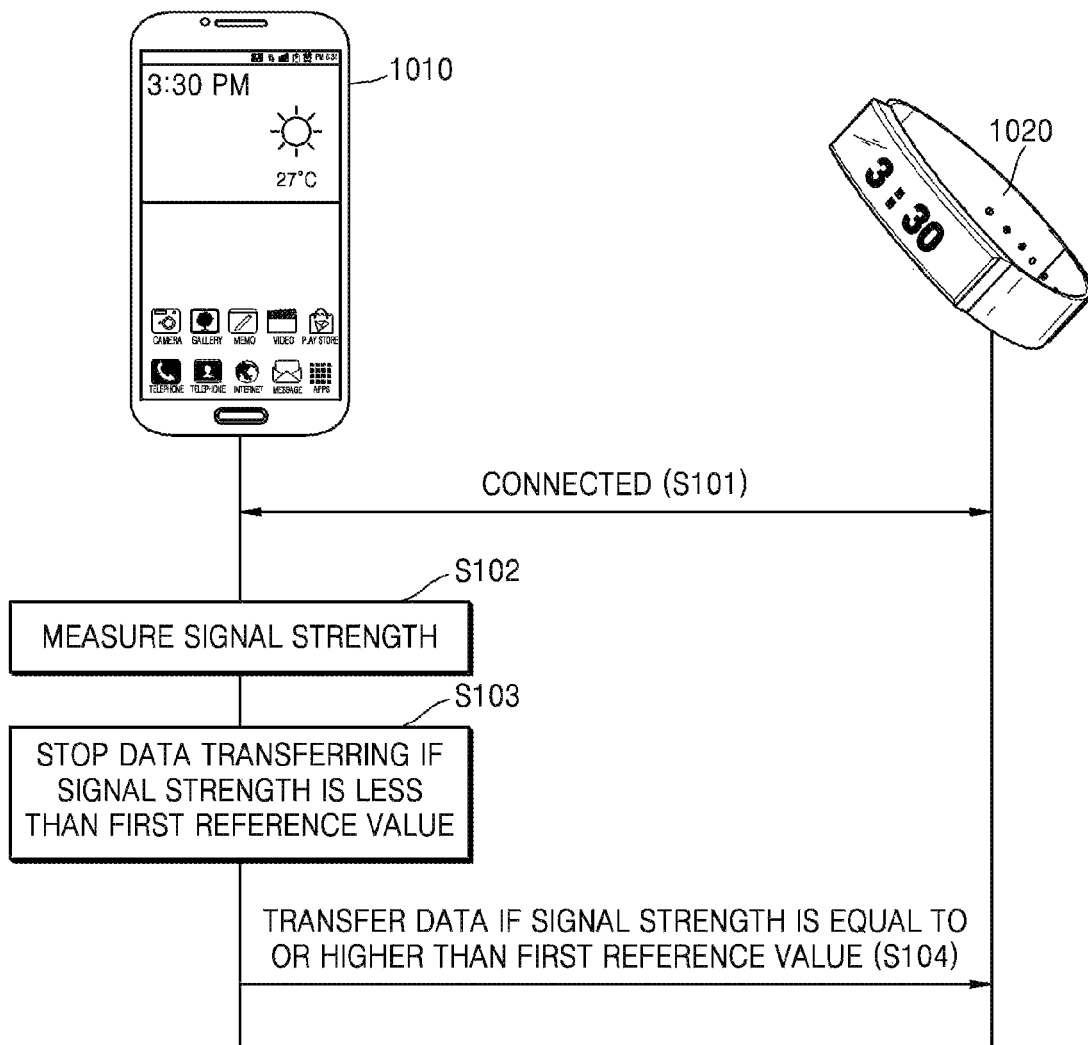 3:30 PM
1010
27°C
CAMERA GALLERY MEMO VIDEO PLAY STORE
TELEPHONE TELEPHONE INTERNET MESSAGE APPS
1020
3:30
CONNECTED (S101)
S102
MEASURE SIGNAL STRENGTH
S103
STOP DATA TRANSFERRING IF
SIGNAL STRENGTH IS LESS
THAN FIRST REFERENCE VALUE
TRANSFER DATA IF SIGNAL STRENGTH IS EQUAL TO
OR HIGHER THAN FIRST REFERENCE VALUE (S104)